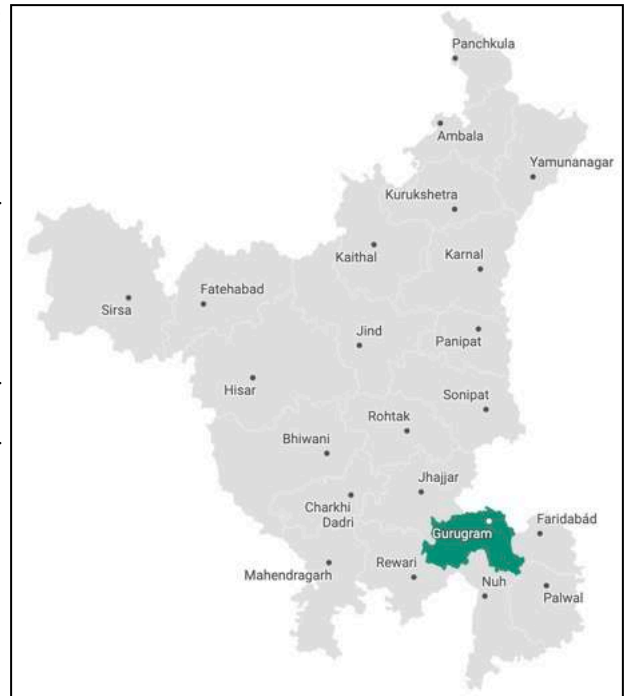 Panchkula
Ambala
Yamunanagar
Kurukshetra
Kaithal
Karnal
Fatehabad
Sirsa
Jind
Panipat
Hisar
Sonipat
Rohtak
Bhiwani
Jhajjar
Charkhi
Dadri
Gurugram
Faridabád
Mahendragarh
Rewari
Nuh
Palwal